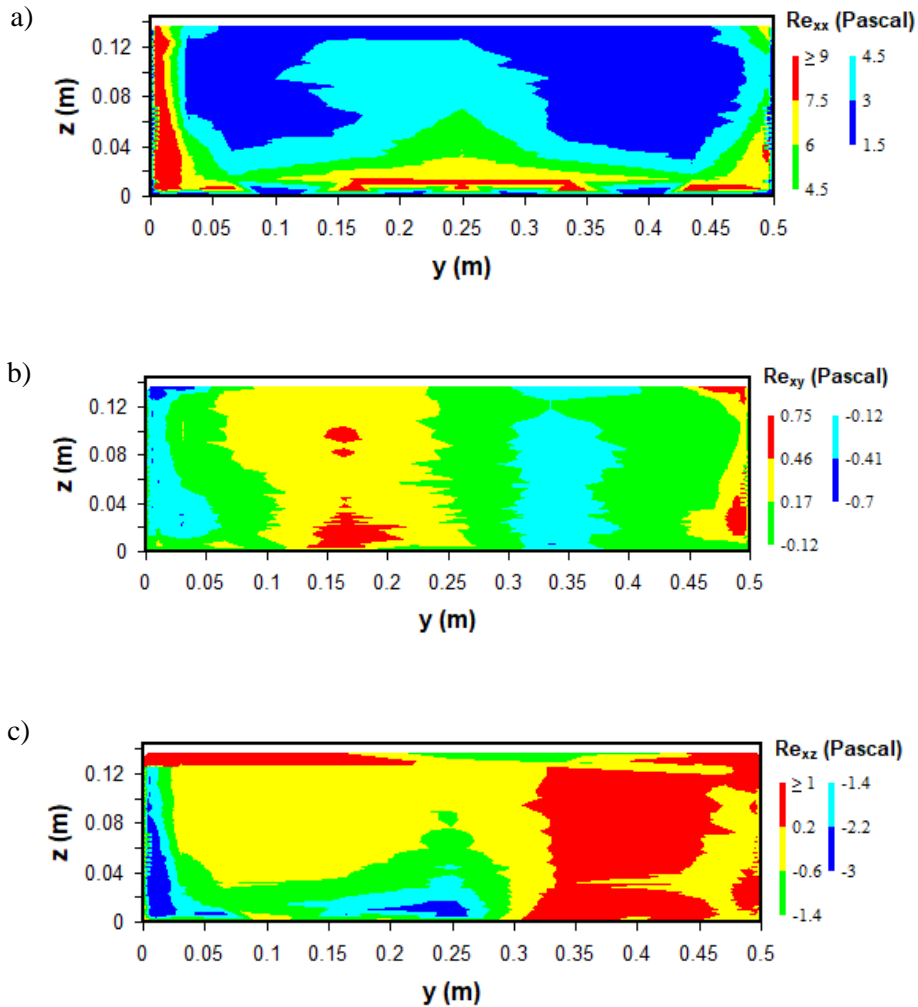 a)
Re_xx (Pascal)
≥ 9 4.5
7.5 3
6 1.5
4.5
z (m)
0.12
0.08
0.04
0
0 0.05 0.1 0.15 0.2 0.25 0.3 0.35 0.4 0.45 0.5
y (m)
b)
Re_xy (Pascal)
0.75 -0.12
0.46 -0.41
0.17 -0.7
-0.12
z (m)
0.12
0.08
0.04
0
0 0.05 0.1 0.15 0.2 0.25 0.3 0.35 0.4 0.45 0.5
y (m)
c)
Re_xz (Pascal)
≥ 1 -1.4
0.2 -2.2
-0.6 -3
-1.4
z (m)
0.12
0.08
0.04
0
0 0.05 0.1 0.15 0.2 0.25 0.3 0.35 0.4 0.45 0.5
y (m)